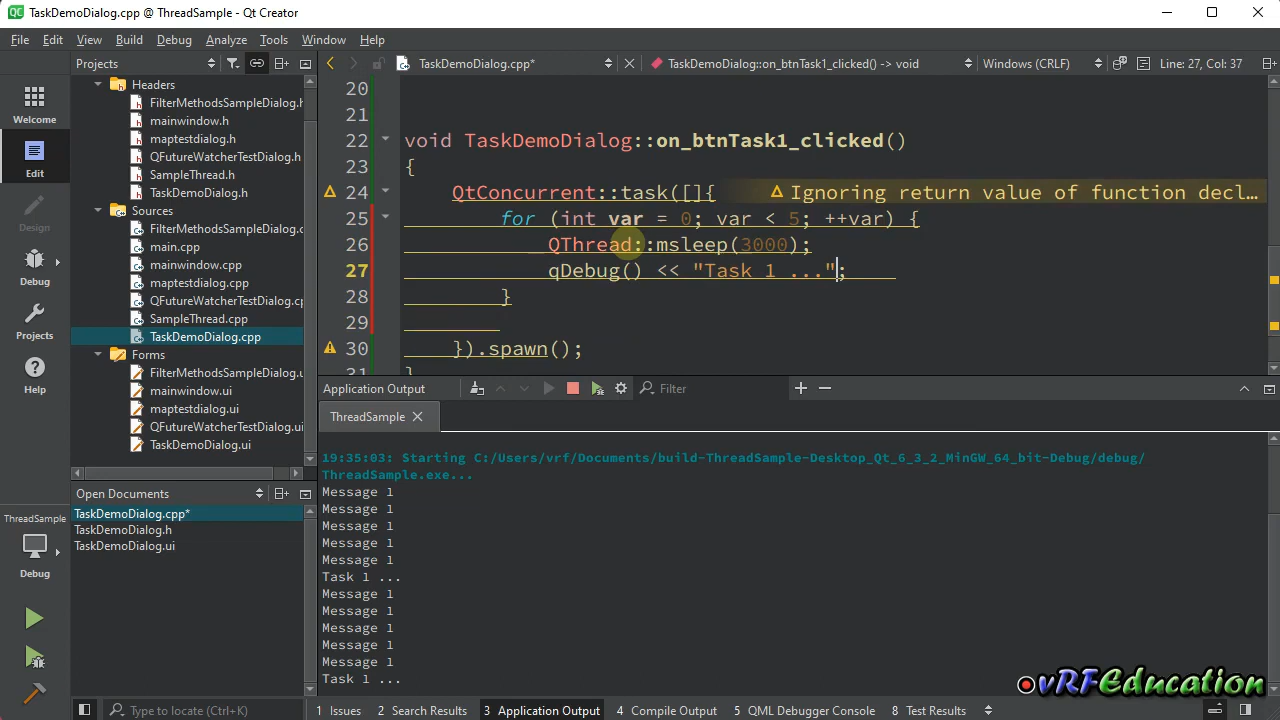 QC TaskDemoDialog.cpp @ ThreadSample - Qt Creator
File Edit View Build Debug Analyze Tools Window Help
Projects
TaskDemoDialog.cpp*
TaskDemoDialog::on_btnTask1_clicked() -> void
Windows (CRLF)
Line: 27, Col: 37
Welcome
Edit
Design
Debug
Projects
Help
ThreadSample
Debug
Headers
FilterMethodsSampleDialog.h
mainwindow.h
maptestdialog.h
QFutureWatcherTestDialog.h
SampleThread.h
TaskDemoDialog.h
Sources
FilterMethodsSampleDialog.c
main.cpp
mainwindow.cpp
maptestdialog.cpp
QFutureWatcherTestDialog.cp
SampleThread.cpp
TaskDemoDialog.cpp
Forms
FilterMethodsSampleDialog.u
mainwindow.ui
maptestdialog.ui
QFutureWatcherTestDialog.ui
TaskDemoDialog.ui
Open Documents
TaskDemoDialog.cpp*
TaskDemoDialog.h
TaskDemoDialog.ui
20
21
22 void TaskDemoDialog::on_btnTask1_clicked()
23 {
24 QtConcurrent::task([]{ Ignoring return value of function decl…
25 for (int var = 0; var < 5; ++var) {
26 QThread::msleep(3000);
27 qDebug() << "Task 1 ...";
28 }
29
30 }).spawn();
31 }
Application Output
Filter
ThreadSample
19:35:03: Starting C:/Users/vrf/Documents/build-ThreadSample-Desktop_Qt_6_3_2_MinGW_64_bit-Debug/debug/
ThreadSample.exe...
Message 1
Message 1
Message 1
Message 1
Message 1
Task 1 ...
Message 1
Message 1
Message 1
Message 1
Message 1
Task 1 ...
vRFEducation
Type to locate (Ctrl+K)
1 Issues 2 Search Results 3 Application Output 4 Compile Output 5 QML Debugger Console 8 Test Results